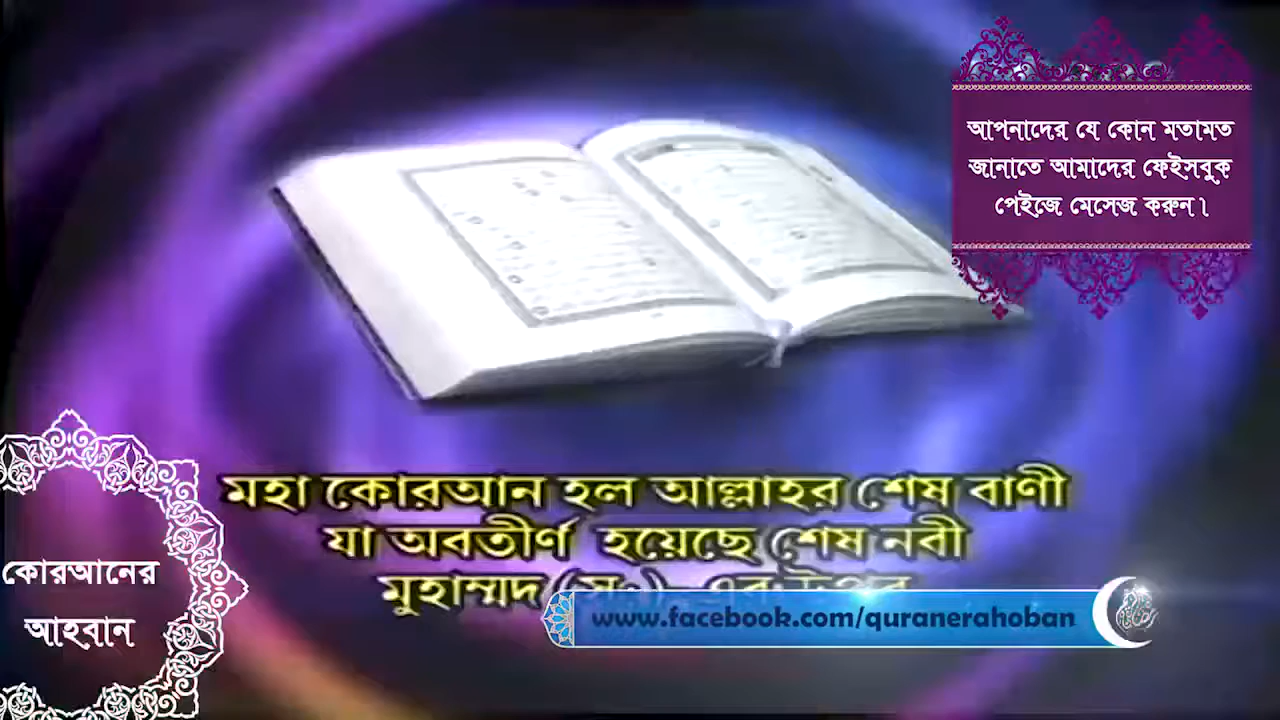 আপনাদের যে কোন মতামত
জানাতে আমাদের ফেইসবুক
পেইজে মেসেজ করুন।
মহা কোরআন হল আল্লাহর শেষ বাণী
যা অবতীর্ণ হয়েছে শেষ নবী
মুহাম্মদ
কোরআনের
আহবান
www.facebook.com/quranerahoban